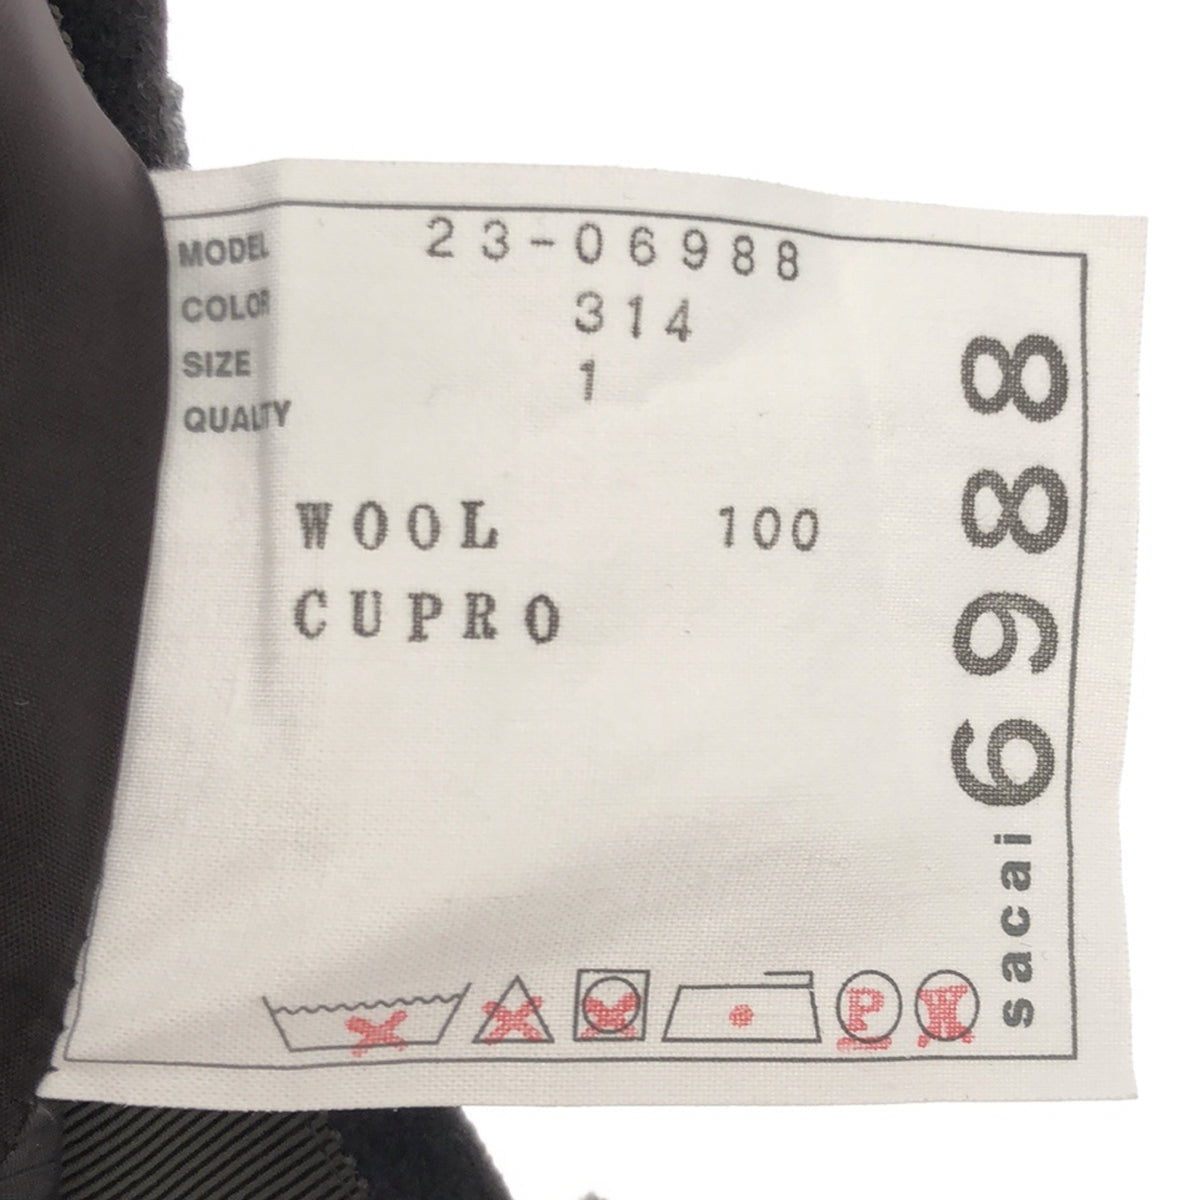 MODEL 23-06988
COLOR 314
SIZE 1
QUALITY
WOOL 100
CUPRO
sacai 6988
P
W